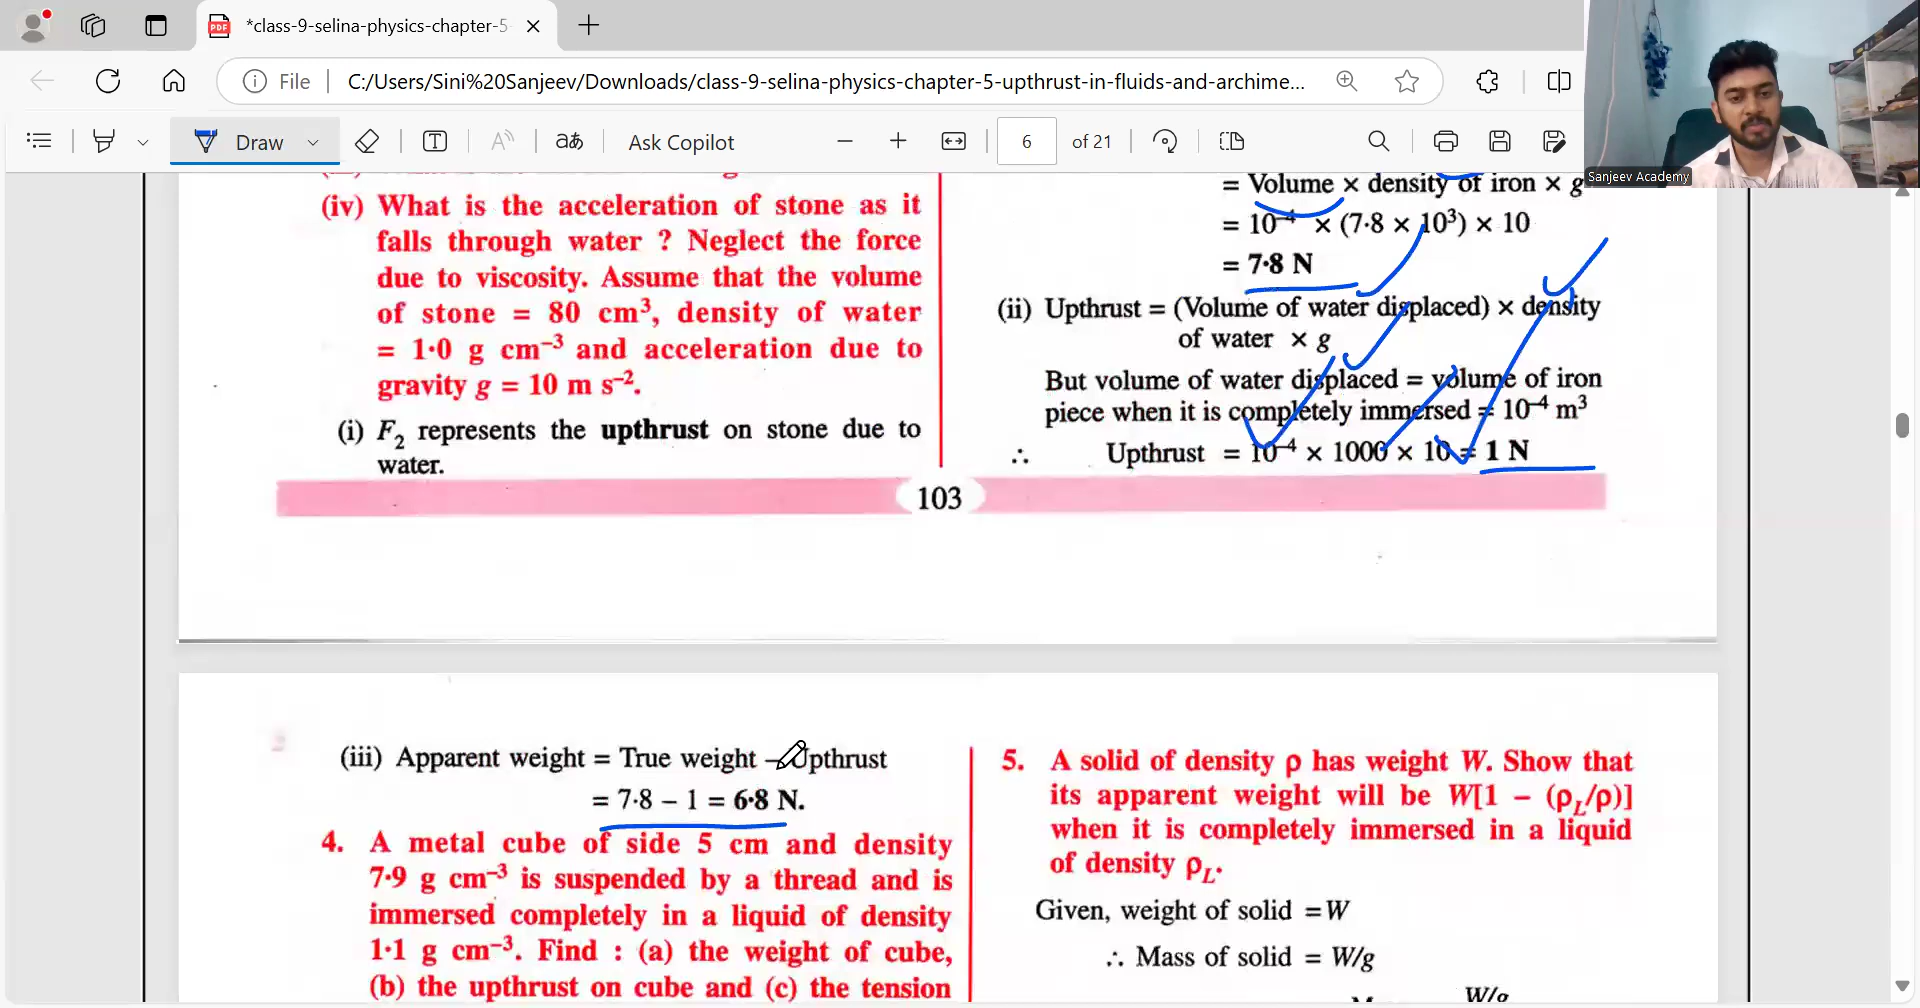 *class-9-selina-physics-chapter-5
File
C:/Users/Sini%20Sanjeev/Downloads/class-9-selina-physics-chapter-5-upthrust-in-fluids-and-archime...
Draw
aあ
Ask Copilot
6 of 21
Sanjeev Academy
(iv) What is the acceleration of stone as it
falls through water ? Neglect the force
due to viscosity. Assume that the volume
of stone = 80 cm³, density of water
= 1·0 g cm⁻³ and acceleration due to
gravity g = 10 m s⁻².
(i) F₂ represents the upthrust on stone due to
water.
= Volume × density of iron × g
= 10⁻⁴ × (7·8 × 10³) × 10
= 7·8 N
(ii) Upthrust = (Volume of water displaced) × density
of water × g
But volume of water displaced = volume of iron
piece when it is completely immersed = 10⁻⁴ m³
∴ Upthrust = 10⁻⁴ × 1000 × 10 = 1 N
103
(iii) Apparent weight = True weight – Upthrust
= 7·8 – 1 = 6·8 N.
4. A metal cube of side 5 cm and density
7·9 g cm⁻³ is suspended by a thread and is
immersed completely in a liquid of density
1·1 g cm⁻³. Find : (a) the weight of cube,
(b) the upthrust on cube and (c) the tension
5. A solid of density ρ has weight W. Show that
its apparent weight will be W[1 – (ρL/ρ)]
when it is completely immersed in a liquid
of density ρL.
Given, weight of solid = W
∴ Mass of solid = W/g
W/g